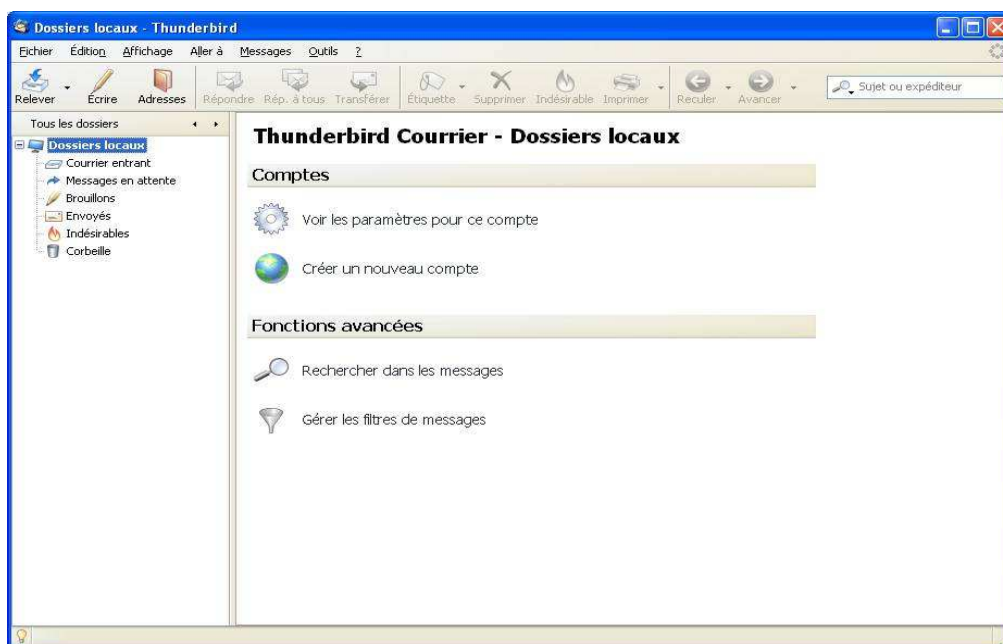 Dossiers locaux - Thunderbird
Fichier Édition Affichage Aller à Messages Outils ?
Relever Écrire Adresses Répondre Rép. à tous Transférer Étiquette Supprimer Indésirable Imprimer Reculer Avancer Sujet ou expéditeur
Tous les dossiers
Dossiers locaux
Courrier entrant
Messages en attente
Brouillons
Envoyés
Indésirables
Corbeille
Thunderbird Courrier - Dossiers locaux
Comptes
Voir les paramètres pour ce compte
Créer un nouveau compte
Fonctions avancées
Rechercher dans les messages
Gérer les filtres de messages